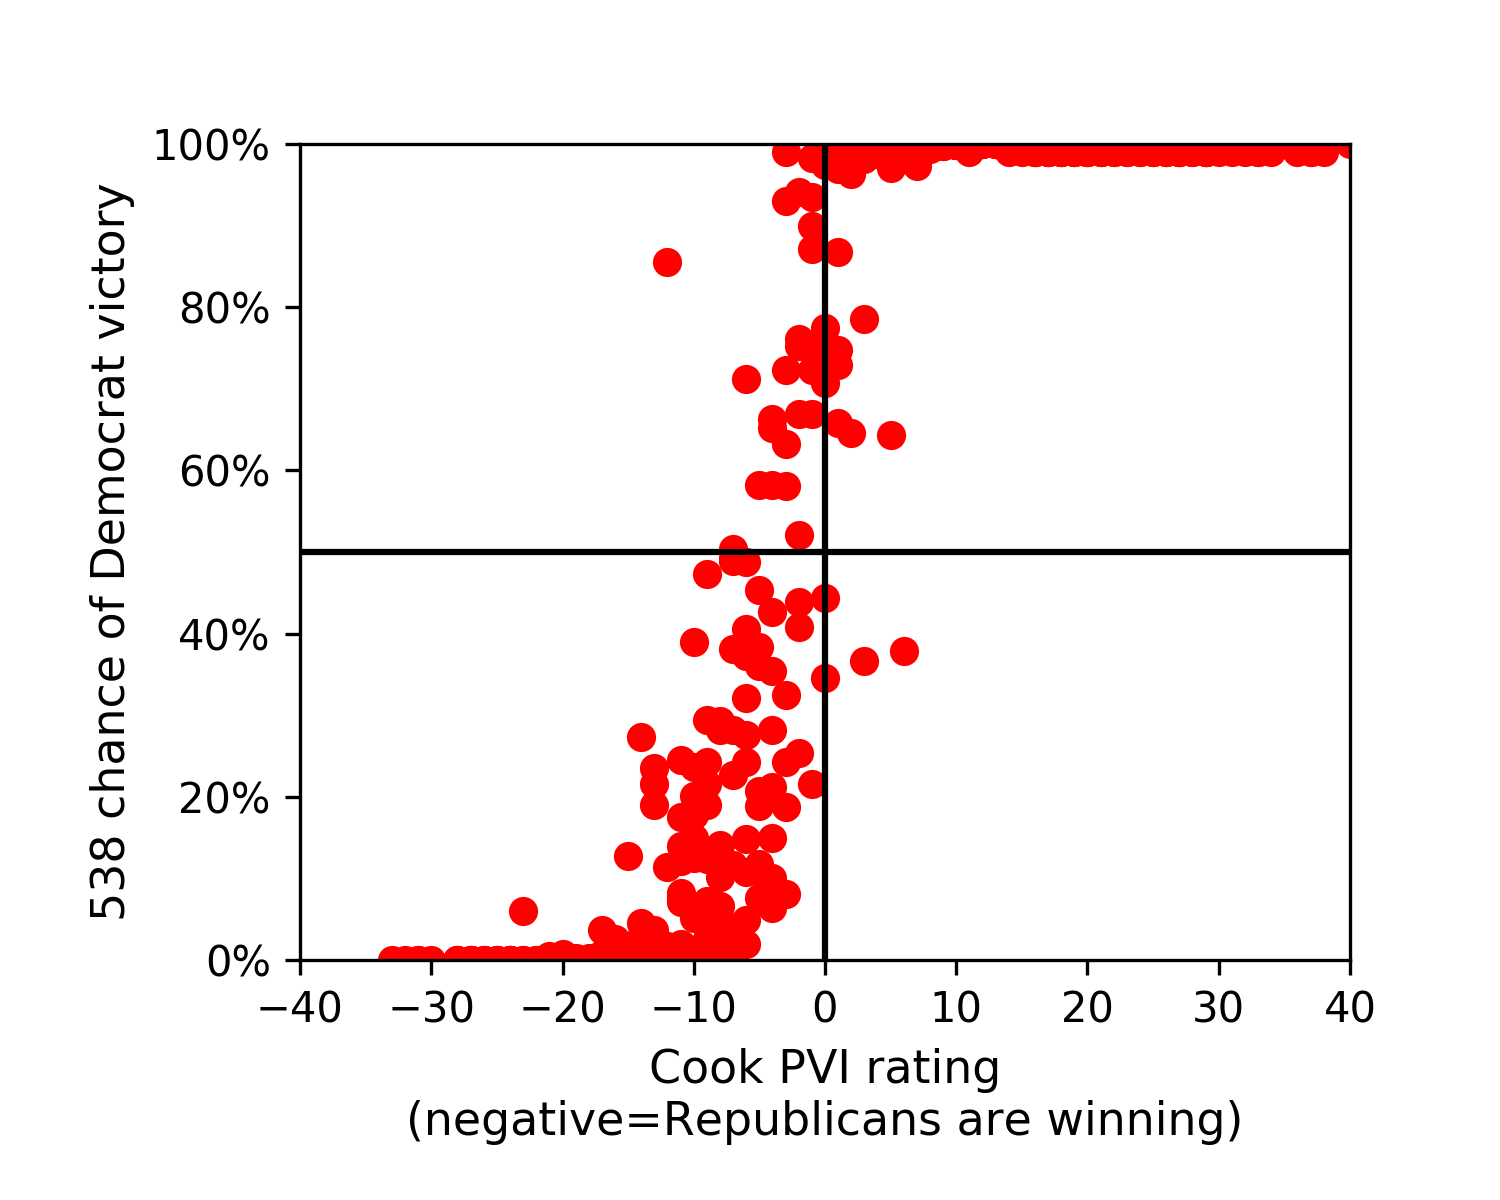 100%
80%
60%
40%
20%
0%
538 chance of Democrat victory
−40 −30 −20 −10 0 10 20 30 40
Cook PVI rating
(negative=Republicans are winning)